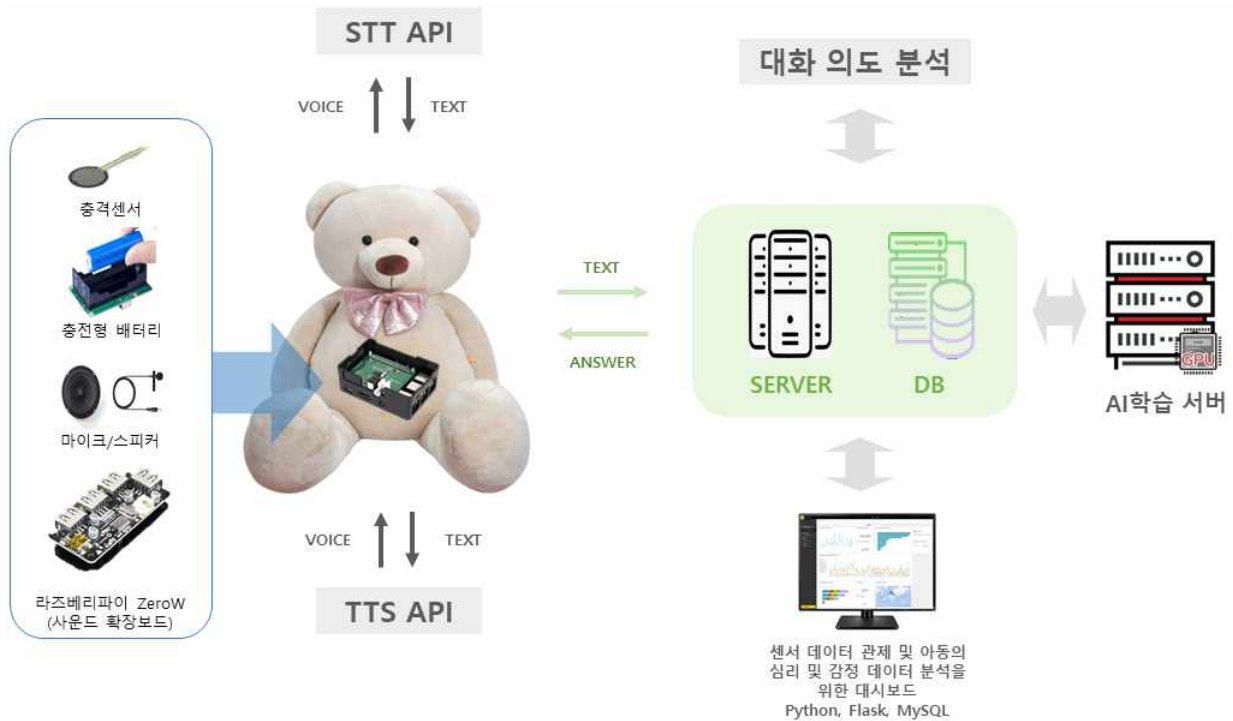 STT API
VOICE
TEXT
대화 의도 분석
충격센서
충전형 배터리
마이크/스피커
라즈베리파이 ZeroW
(사운드 확장보드)
TEXT
ANSWER
SERVER
DB
GPU
AI학습 서버
VOICE
TEXT
TTS API
센서 데이터 관제 및 아동의
심리 및 감정 데이터 분석을
위한 대시보드
Python, Flask, MySQL